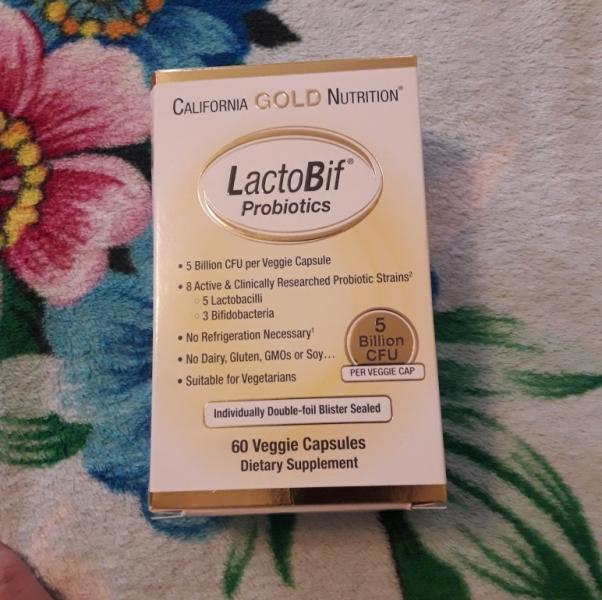 CALIFORNIA GOLD NUTRITION®
LactoBif®
Probiotics
• 5 Billion CFU per Veggie Capsule
• 8 Active & Clinically Researched Probiotic Strains²
○ 5 Lactobacilli
○ 3 Bifidobacteria
• No Refrigeration Necessary¹
• No Dairy, Gluten, GMOs or Soy...
• Suitable for Vegetarians
5
Billion
CFU
PER VEGGIE CAP
Individually Double-foil Blister Sealed
60 Veggie Capsules
Dietary Supplement